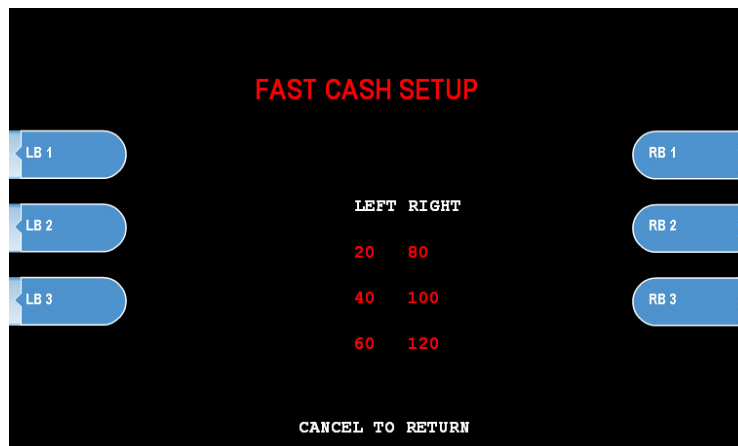 FAST CASH SETUP
LB 1 RB 1
LEFT RIGHT
LB 2 RB 2
20 80
LB 3 40 100 RB 3
60 120
CANCEL TO RETURN